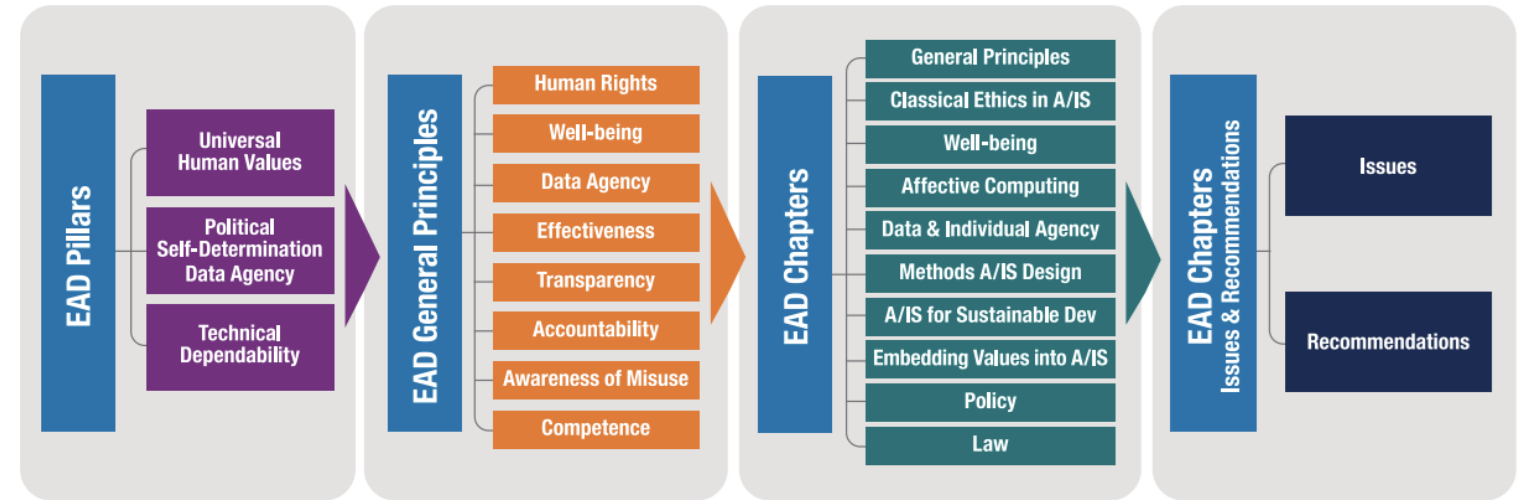 EAD Pillars
Universal
Human Values
Political
Self-Determination
Data Agency
Technical
Dependability
EAD General Principles
Human Rights
Well-being
Data Agency
Effectiveness
Transparency
Accountability
Awareness of Misuse
Competence
EAD Chapters
General Principles
Classical Ethics in A/IS
Well-being
Affective Computing
Data & Individual Agency
Methods A/IS Design
A/IS for Sustainable Dev
Embedding Values into A/IS
Policy
Law
EAD Chapters
Issues & Recommendations
Issues
Recommendations